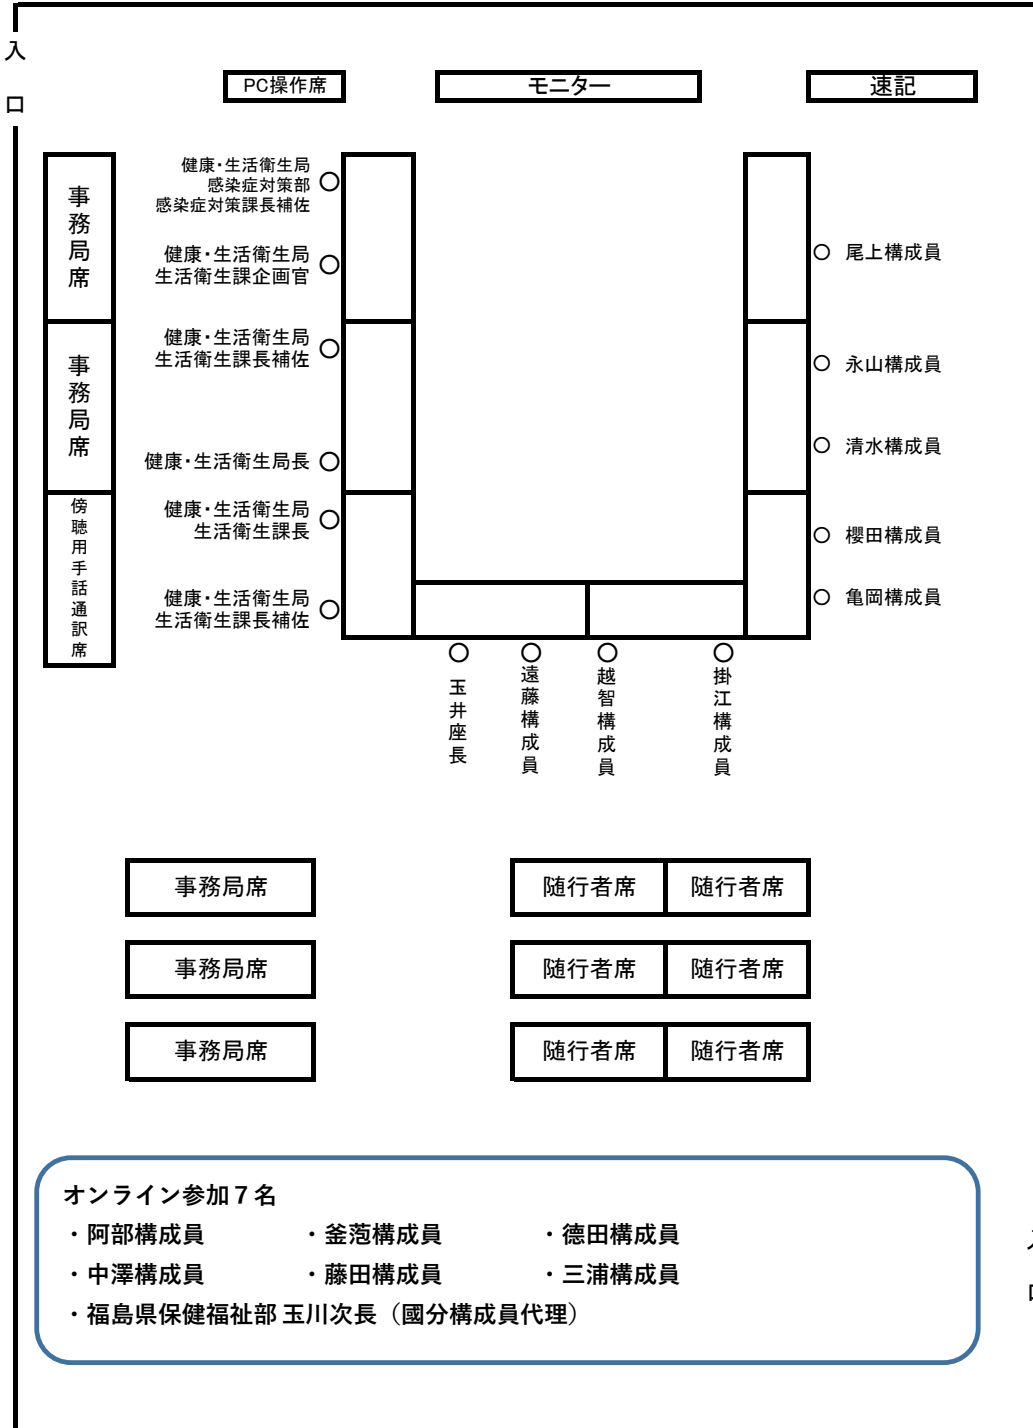 入口
PC操作席
モニター
速記
事務局席
事務局席
傍聴用手話通訳席
健康・生活衛生局
感染症対策部
感染症対策課長補佐
健康・生活衛生局
生活衛生課企画官
健康・生活衛生局
生活衛生課長補佐
健康・生活衛生局長
健康・生活衛生局
生活衛生課長
健康・生活衛生局
生活衛生課長補佐
尾上構成員
永山構成員
清水構成員
櫻田構成員
亀岡構成員
玉井座長
遠藤構成員
越智構成員
掛江構成員
事務局席
随行者席 随行者席
事務局席
随行者席 随行者席
事務局席
随行者席 随行者席
オンライン参加７名
・阿部構成員 ・釜萢構成員 ・德田構成員
・中澤構成員 ・藤田構成員 ・三浦構成員
・福島県保健福祉部 玉川次長（國分構成員代理）